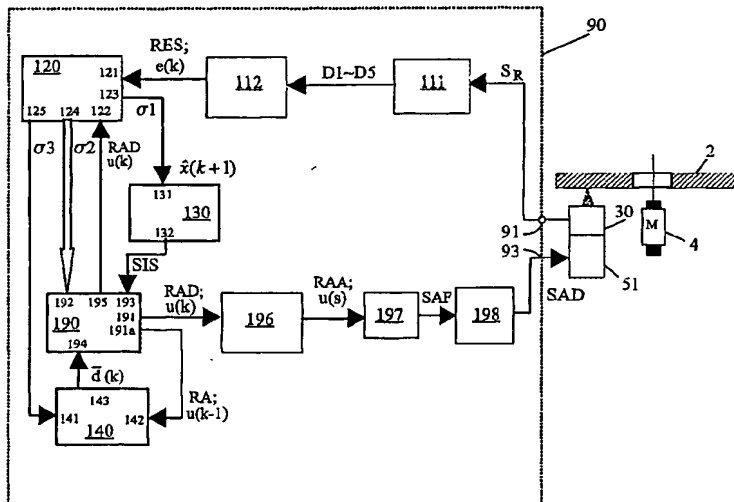 90
RES;
e(k)
D1~D5
S_R
120
121
123
125 124 122
112
111
σ1
σ3
σ2
RAD
u(k)
x̂(k+1)
131
130
132
SIS
2
M
91
30
4
93
51
SAD
192 195 193
191
191a
190
194
RAD;
u(k)
196
RAA;
u(s)
197
SAF
198
d̄(k)
RA;
u(k-1)
143
141 142
140